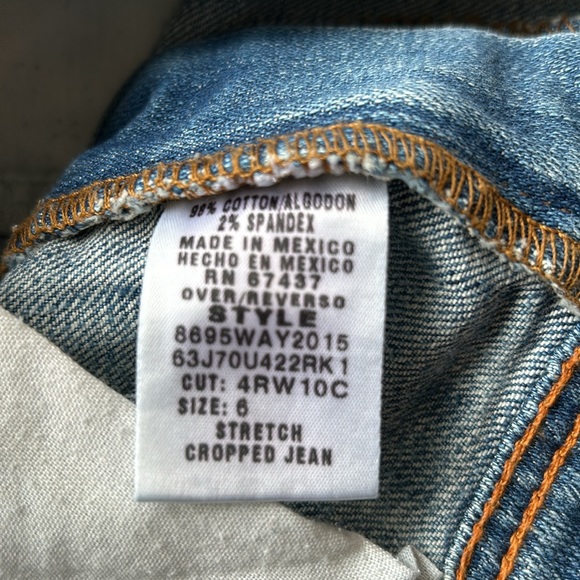 98% COTTON/ALGODON
2% SPANDEX
MADE IN MEXICO
HECHO EN MEXICO
RN 67437
OVER/REVERSO
STYLE
8695WAY2015
63J70U422RK1
CUT: 4RW10C
SIZE: 6
STRETCH
CROPPED JEAN